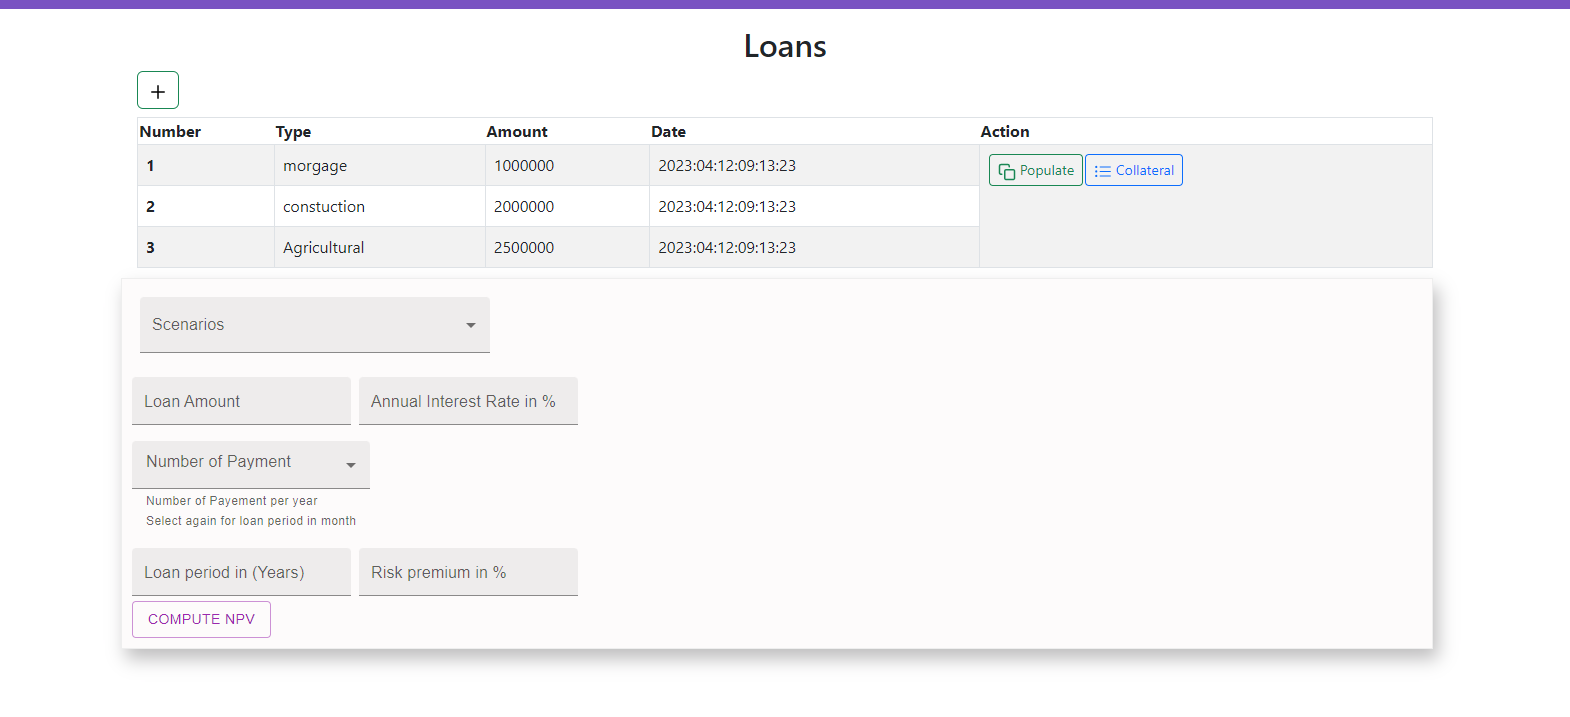 Loans
+
Number Type Amount Date Action
1 morgage 1000000 2023:04:12:09:13:23 Populate Collateral
2 constuction 2000000 2023:04:12:09:13:23
3 Agricultural 2500000 2023:04:12:09:13:23
Scenarios
Loan Amount Annual Interest Rate in %
Number of Payment
Number of Payement per year
Select again for loan period in month
Loan period in (Years) Risk premium in %
COMPUTE NPV